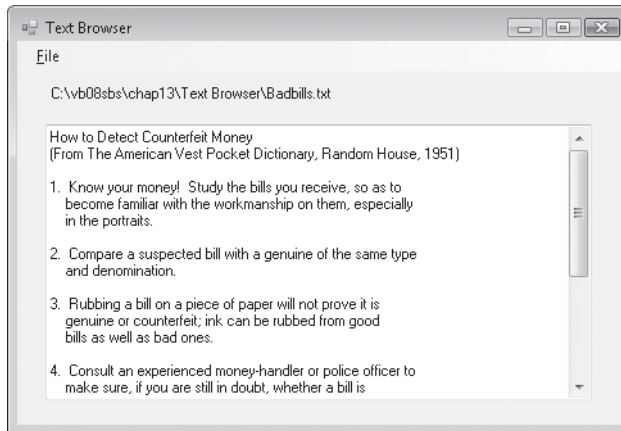 Text Browser
File
C:\vb08sbs\chap13\Text Browser\Badbills.txt
How to Detect Counterfeit Money
(From The American Vest Pocket Dictionary, Random House, 1951)
1.  Know your money!  Study the bills you receive, so as to
become familiar with the workmanship on them, especially
in the portraits.
2.  Compare a suspected bill with a genuine of the same type
and denomination.
3.  Rubbing a bill on a piece of paper will not prove it is
genuine or counterfeit; ink can be rubbed from good
bills as well as bad ones.
4.  Consult an experienced money-handler or police officer to
make sure, if you are still in doubt, whether a bill is